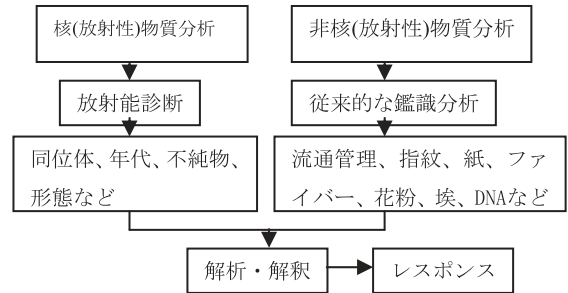 核(放射性)物質分析
非核(放射性)物質分析
放射能診断
従来的な鑑識分析
同位体、年代、不純物、
形態など
流通管理、指紋、紙、ファ
イバー、花粉、埃、DNAなど
解析・解釈
レスポンス